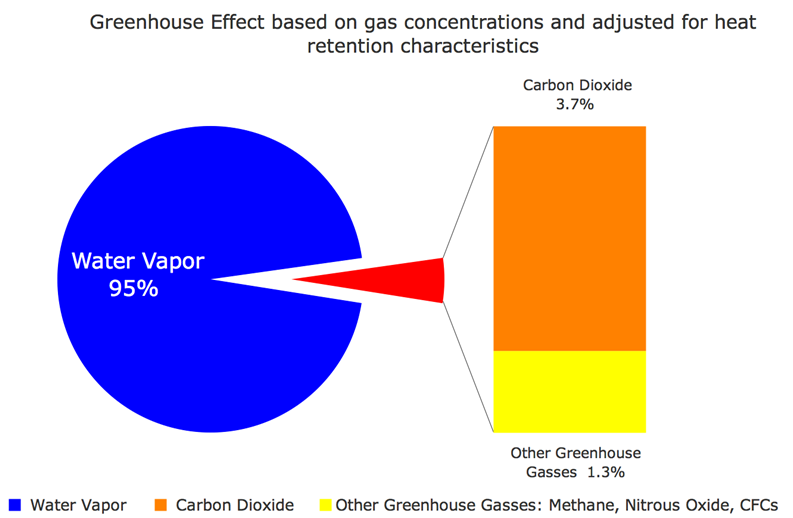 Greenhouse Effect based on gas concentrations and adjusted for heat
retention characteristics
Carbon Dioxide
3.7%
Water Vapor
95%
Other Greenhouse
Gasses 1.3%
Water Vapor
Carbon Dioxide
Other Greenhouse Gasses: Methane, Nitrous Oxide, CFCs